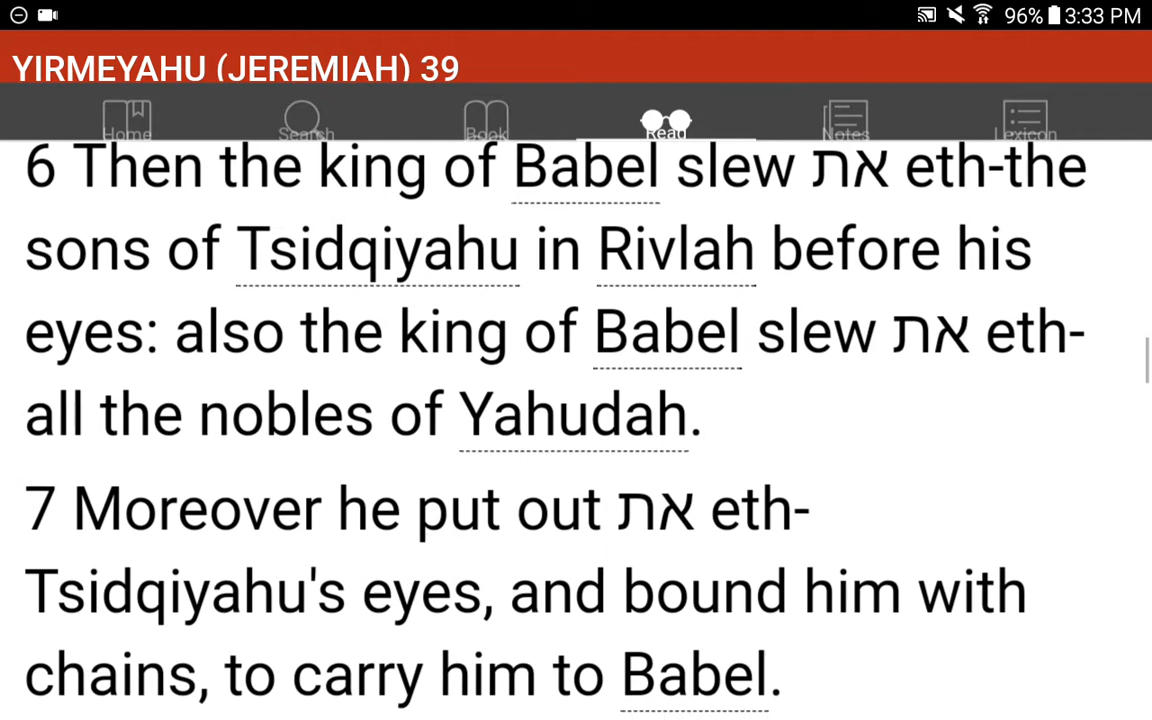 96% 3:33 PM
YIRMEYAHU (JEREMIAH) 39
Home Search Book Read Notes Lexicon
6 Then the king of Babel slew את eth-the
sons of Tsidqiyahu in Rivlah before his
eyes: also the king of Babel slew את eth-
all the nobles of Yahudah.
7 Moreover he put out את eth-
Tsidqiyahu's eyes, and bound him with
chains, to carry him to Babel.